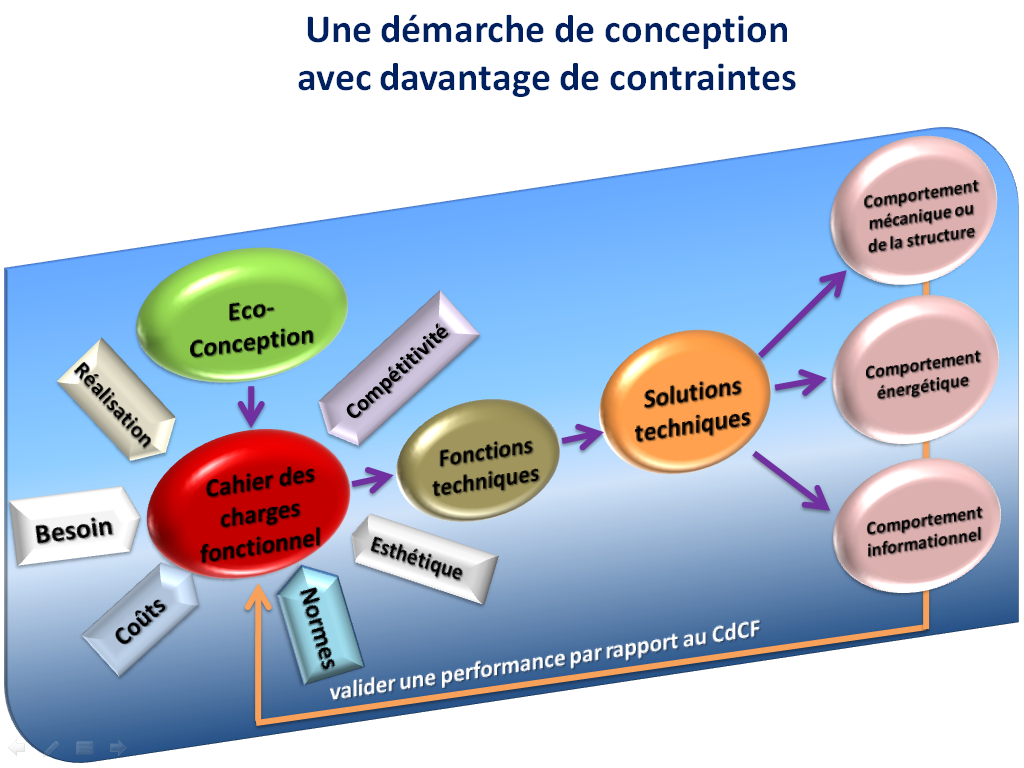 Une démarche de conception
avec davantage de contraintes
Comportement
mécanique ou
de la structure
Eco-
Conception
Compétitivité
Réalisation
Comportement
énergétique
Solutions
techniques
Fonctions
techniques
Cahier des
charges
fonctionnel
Besoin
Esthétique
Comportement
informationnel
Coûts
Normes
valider une performance par rapport au CdCF